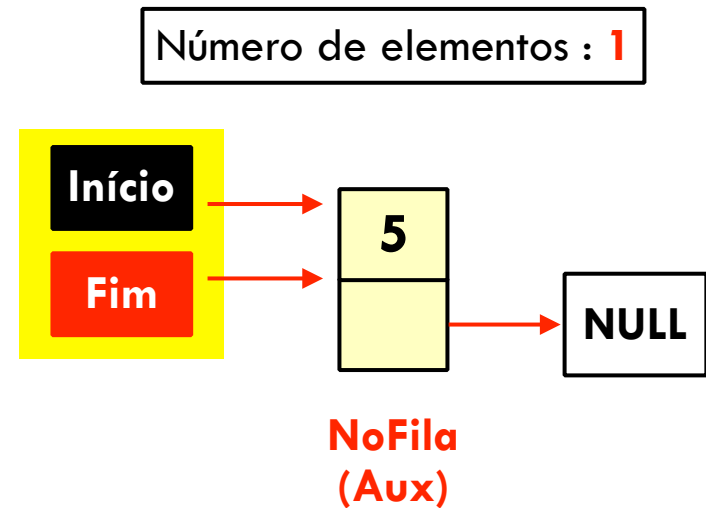 Número de elementos : 1
Início
5
Fim
NULL
NoFila
(Aux)